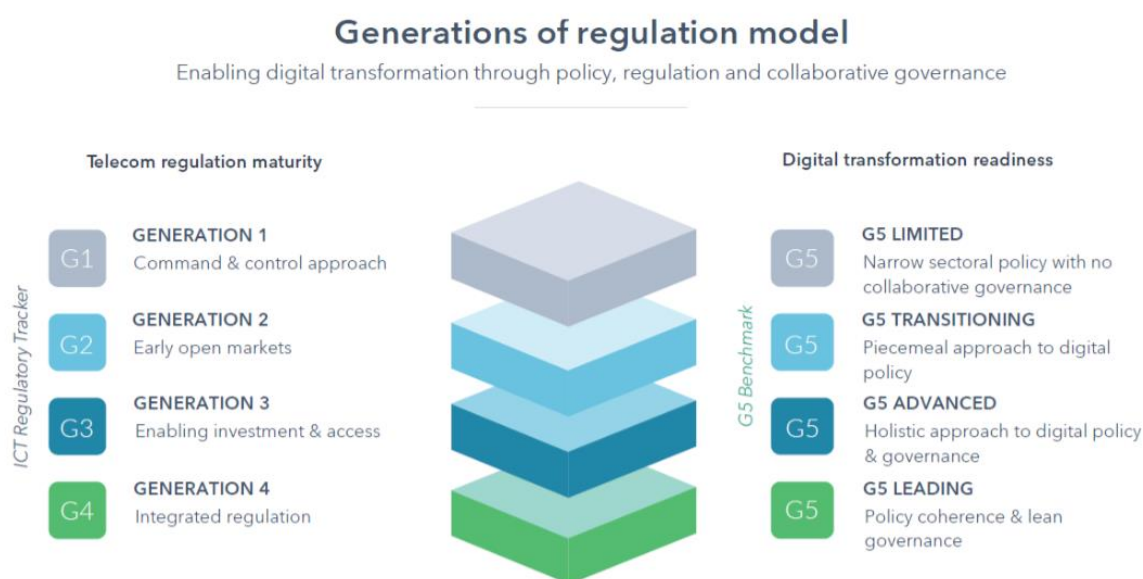 Generations of regulation model
Enabling digital transformation through policy, regulation and collaborative governance
Telecom regulation maturity
ICT Regulatory Tracker
G1
GENERATION 1
Command & control approach
G2
GENERATION 2
Early open markets
G3
GENERATION 3
Enabling investment & access
G4
GENERATION 4
Integrated regulation
Digital transformation readiness
G5 Benchmark
G5
G5 LIMITED
Narrow sectoral policy with no
collaborative governance
G5
G5 TRANSITIONING
Piecemeal approach to digital
policy
G5
G5 ADVANCED
Holistic approach to digital policy
& governance
G5
G5 LEADING
Policy coherence & lean
governance